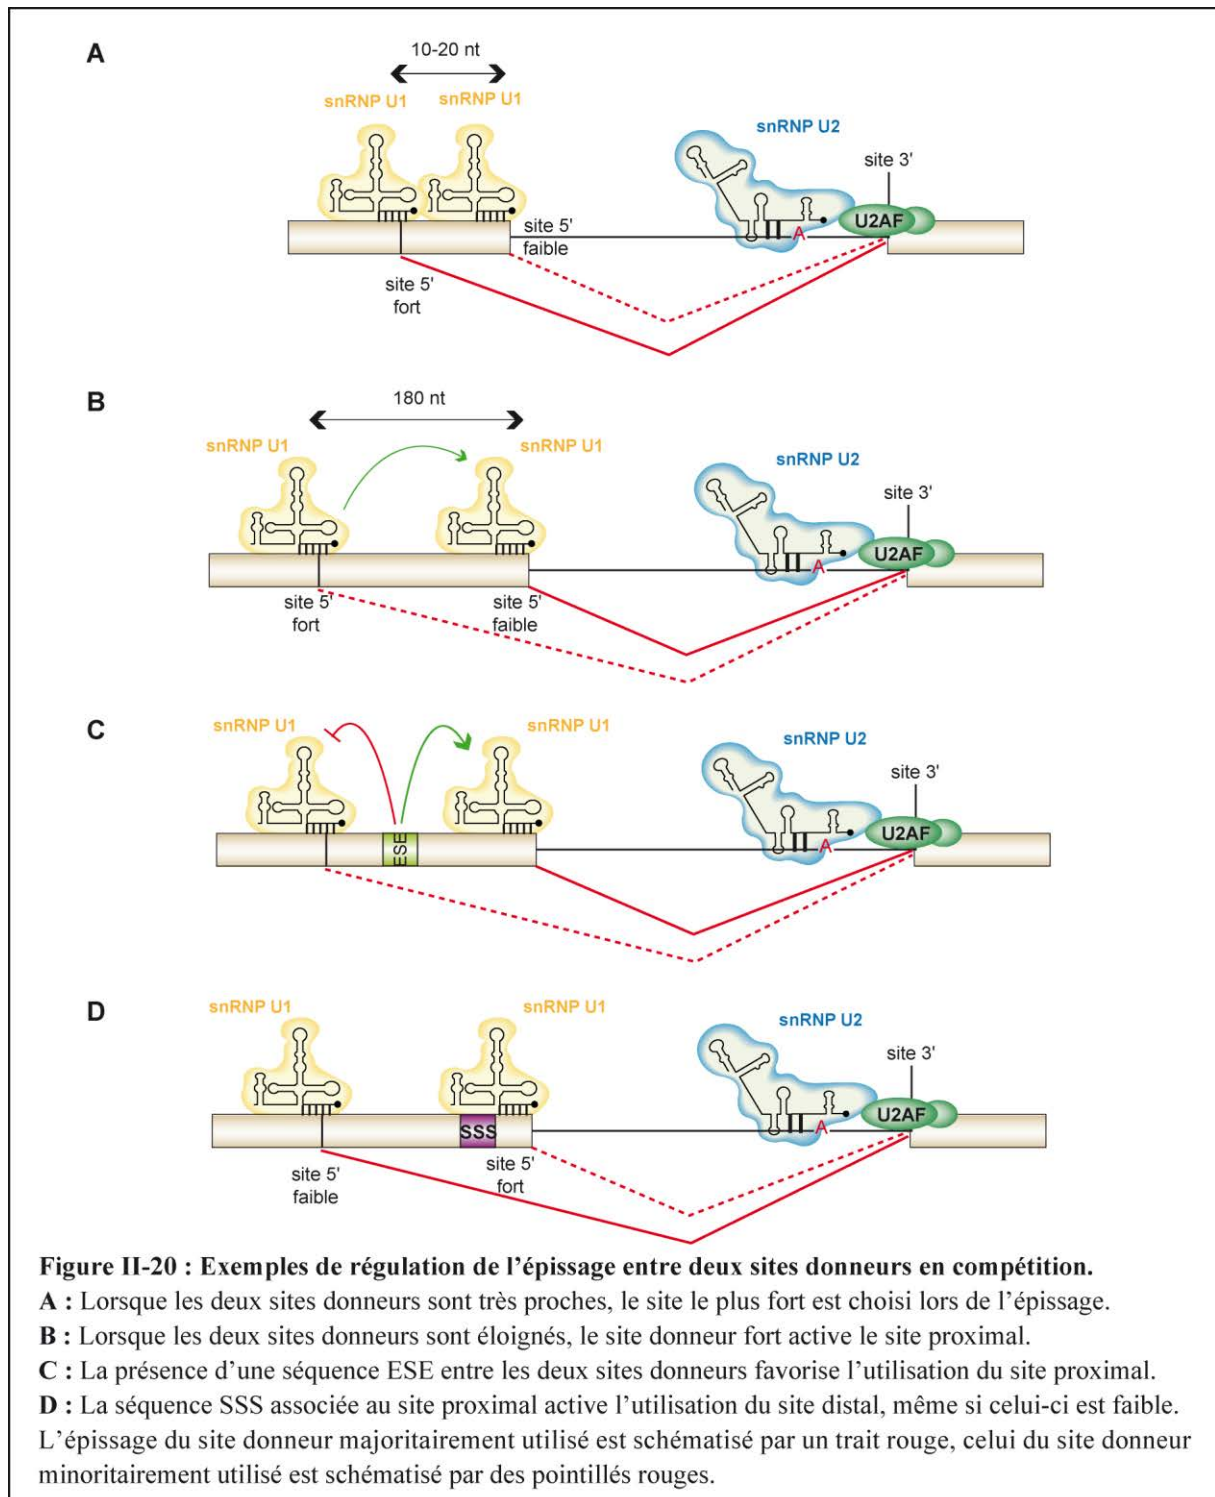 A
10-20 nt
snRNP U1
snRNP U1
snRNP U2
site 3'
U2AF
A
site 5'
faible
site 5'
fort
B
180 nt
snRNP U1
snRNP U1
snRNP U2
site 3'
U2AF
A
site 5'
fort
site 5'
faible
C
snRNP U1
snRNP U1
snRNP U2
site 3'
U2AF
ESE
A
D
snRNP U1
snRNP U1
snRNP U2
site 3'
U2AF
SSS
A
site 5'
faible
site 5'
fort
Figure II-20 : Exemples de régulation de l'épissage entre deux sites donneurs en compétition.
A : Lorsque les deux sites donneurs sont très proches, le site le plus fort est choisi lors de l'épissage.
B : Lorsque les deux sites donneurs sont éloignés, le site donneur fort active le site proximal.
C : La présence d'une séquence ESE entre les deux sites donneurs favorise l'utilisation du site proximal.
D : La séquence SSS associée au site proximal active l'utilisation du site distal, même si celui-ci est faible.
L'épissage du site donneur majoritairement utilisé est schématisé par un trait rouge, celui du site donneur
minoritairement utilisé est schématisé par des pointillés rouges.